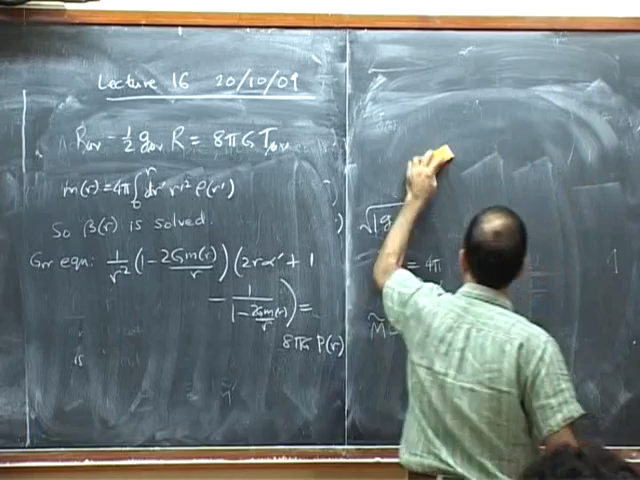 Lecture 16 20/10/09
Rμν - 1/2 gμν R = 8πG Tμν
m(r) = 4π ∫₀ʳ dr' r'² ρ(r')
So β(r) is solved.
Grr eqn: 1/r² (1 - 2Gm(r)/r) (2rα' + 1
- 1/(1 - 2Gm(r)/r)) =
8πG P(r)
= 4π